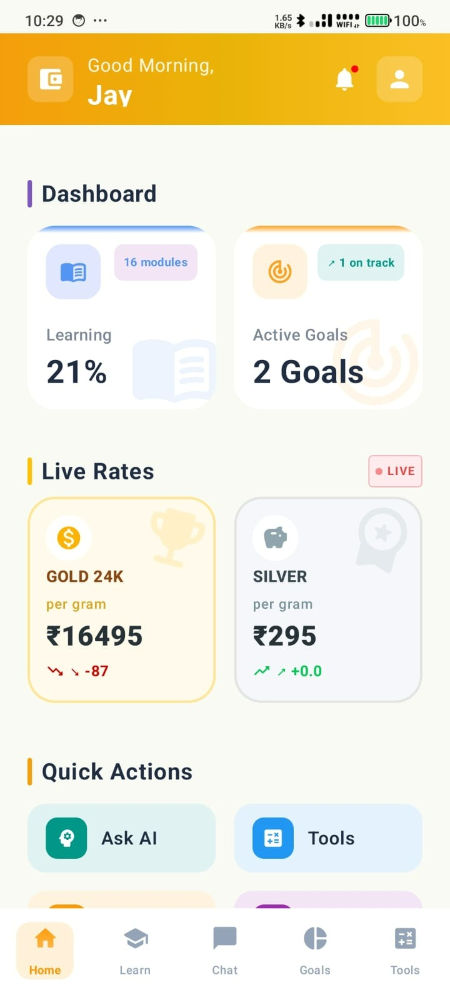 10:29 ... 1.65 KB/s WIFI 100%
Good Morning,
Jay
Dashboard
16 modules
↗ 1 on track
Learning
Active Goals
21%
2 Goals
Live Rates
LIVE
GOLD 24K
SILVER
per gram
per gram
₹16495
₹295
↘ -87
↗ +0.0
Quick Actions
Ask AI
Tools
Home
Learn
Chat
Goals
Tools